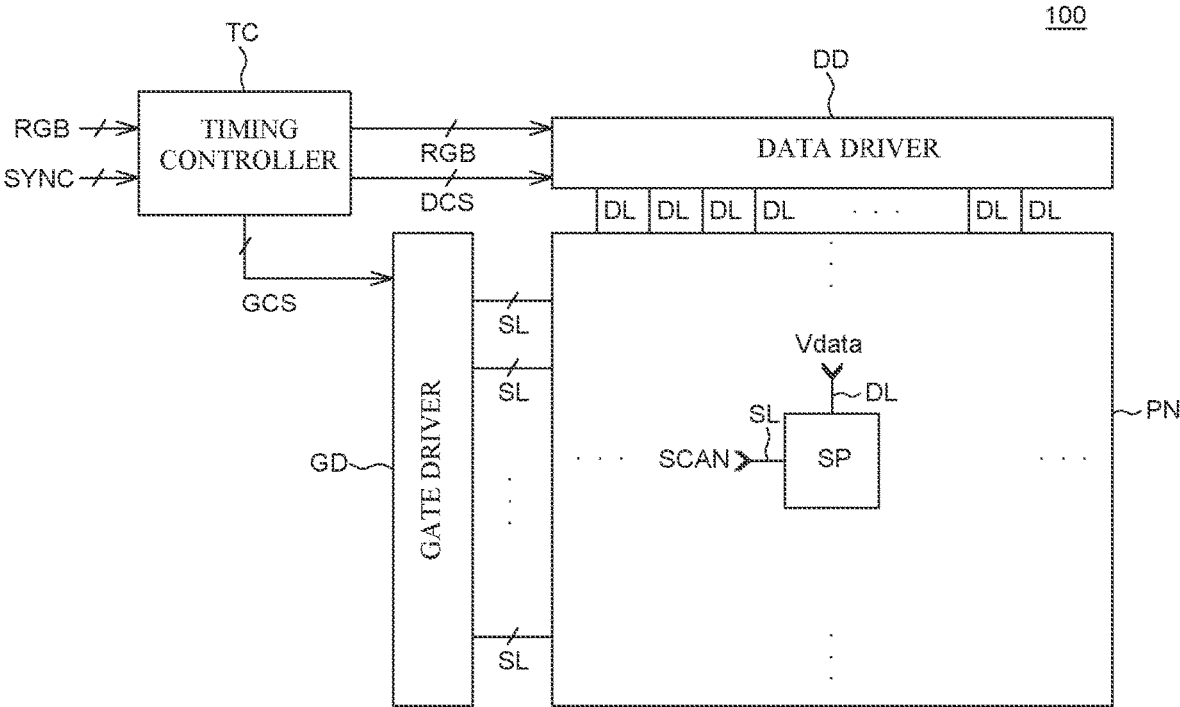 100
TC
DD
RGB
SYNC
TIMING
CONTROLLER
RGB
DCS
DATA DRIVER
DL DL DL DL . . . DL DL
GCS
SL
SL
Vdata
DL
SL
PN
GD
GATE DRIVER
. . .
SCAN
SP
. . .
SL